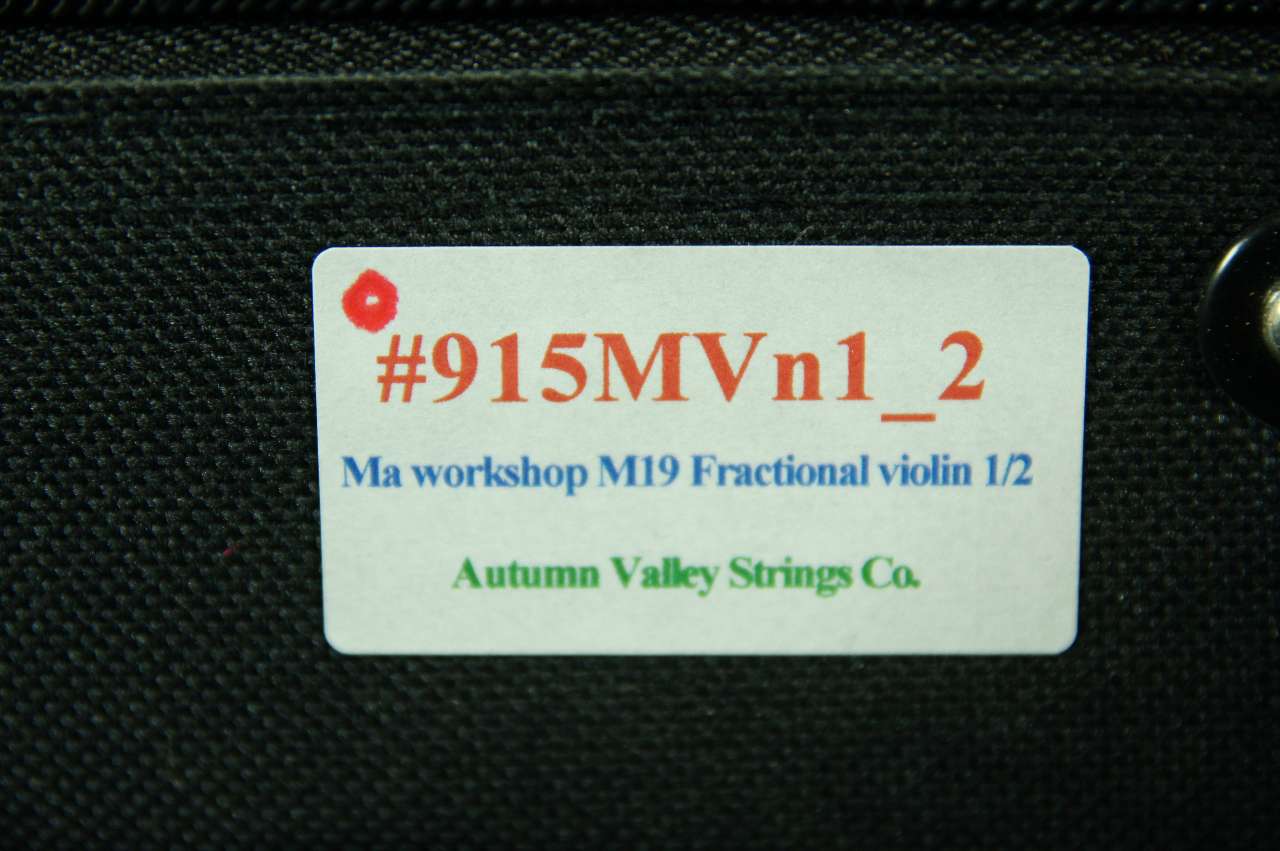 #915MVn1_2
Ma workshop M19 Fractional violin 1/2
Autumn Valley Strings Co.